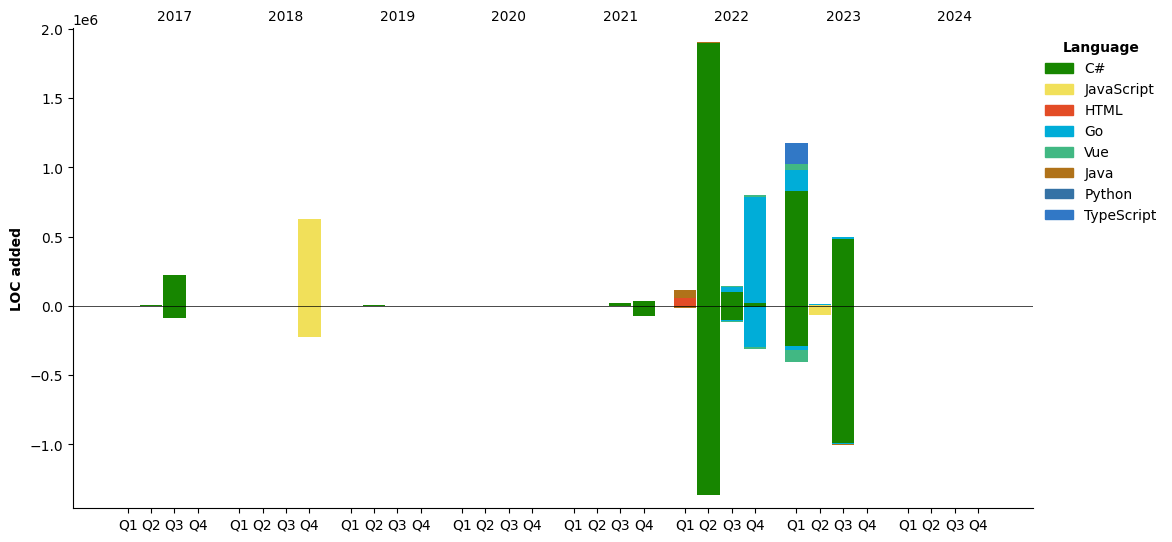 2017 2018 2019 2020 2021 2022 2023 2024
1e6
2.0
1.5
1.0
0.5
0.0
−0.5
−1.0
LOC added
Q1 Q2 Q3 Q4 Q1 Q2 Q3 Q4 Q1 Q2 Q3 Q4 Q1 Q2 Q3 Q4 Q1 Q2 Q3 Q4 Q1 Q2 Q3 Q4 Q1 Q2 Q3 Q4 Q1 Q2 Q3 Q4
Language
C#
JavaScript
HTML
Go
Vue
Java
Python
TypeScript